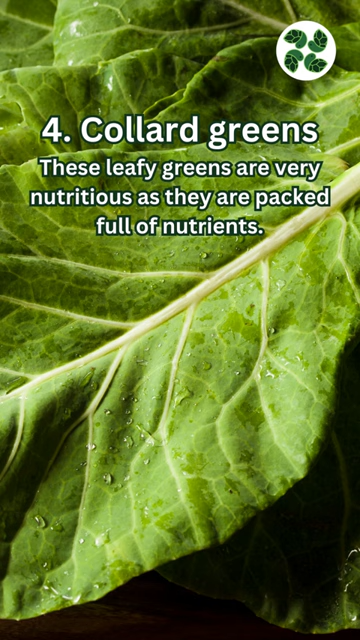 4. Collard greens
These leafy greens are very
nutritious as they are packed
full of nutrients.